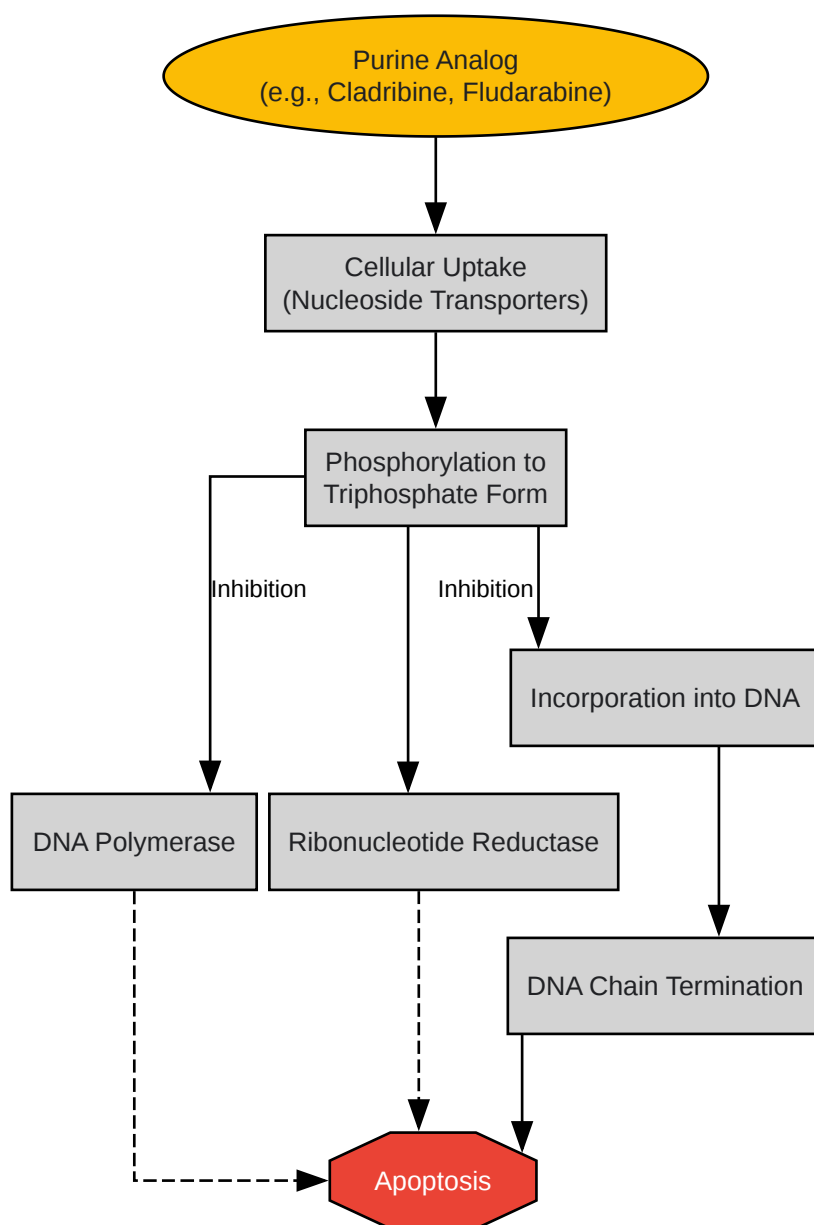 Purine Analog
(e.g., Cladribine, Fludarabine)
Cellular Uptake
(Nucleoside Transporters)
Phosphorylation to
Triphosphate Form
Inhibition
Inhibition
Incorporation into DNA
DNA Polymerase
Ribonucleotide Reductase
DNA Chain Termination
Apoptosis